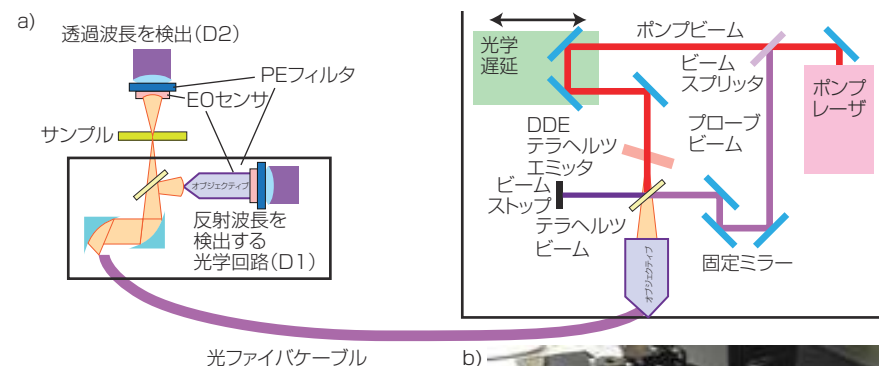 a)
透過波長を検出(D2)
PEフィルタ
EOセンサ
サンプル
オブジェクティブ
反射波長を
検出する
光学回路(D1)
光ファイバケーブル
光学
遅延
ポンプビーム
ビーム
スプリッタ
ポンプ
レーザ
プローブ
ビーム
DDE
テラヘルツ
エミッタ
ビーム
ストップ
テラヘルツ
ビーム
固定ミラー
オブジェクティブ
b)